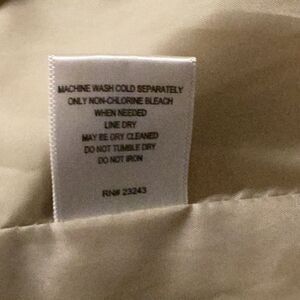 MACHINE WASH COLD SEPARATELY
ONLY NON-CHLORINE BLEACH
WHEN NEEDED
LINE DRY
MAY BE DRY CLEANED
DO NOT TUMBLE DRY
DO NOT IRON
RN# 23243